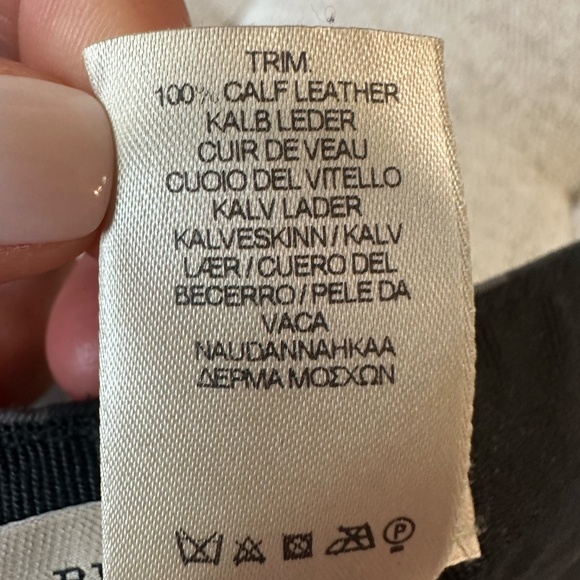 TRIM:
100% CALF LEATHER
KALB LEDER
CUIR DE VEAU
CUOIO DEL VITELLO
KALV LADER
KALVESKINN / KALV
LÆR / CUERO DEL
BECERRO / PELE DA
VACA
NAUDANNAHKAA
ΔΕΡΜΑ ΜΟΣΧΩΝ
P